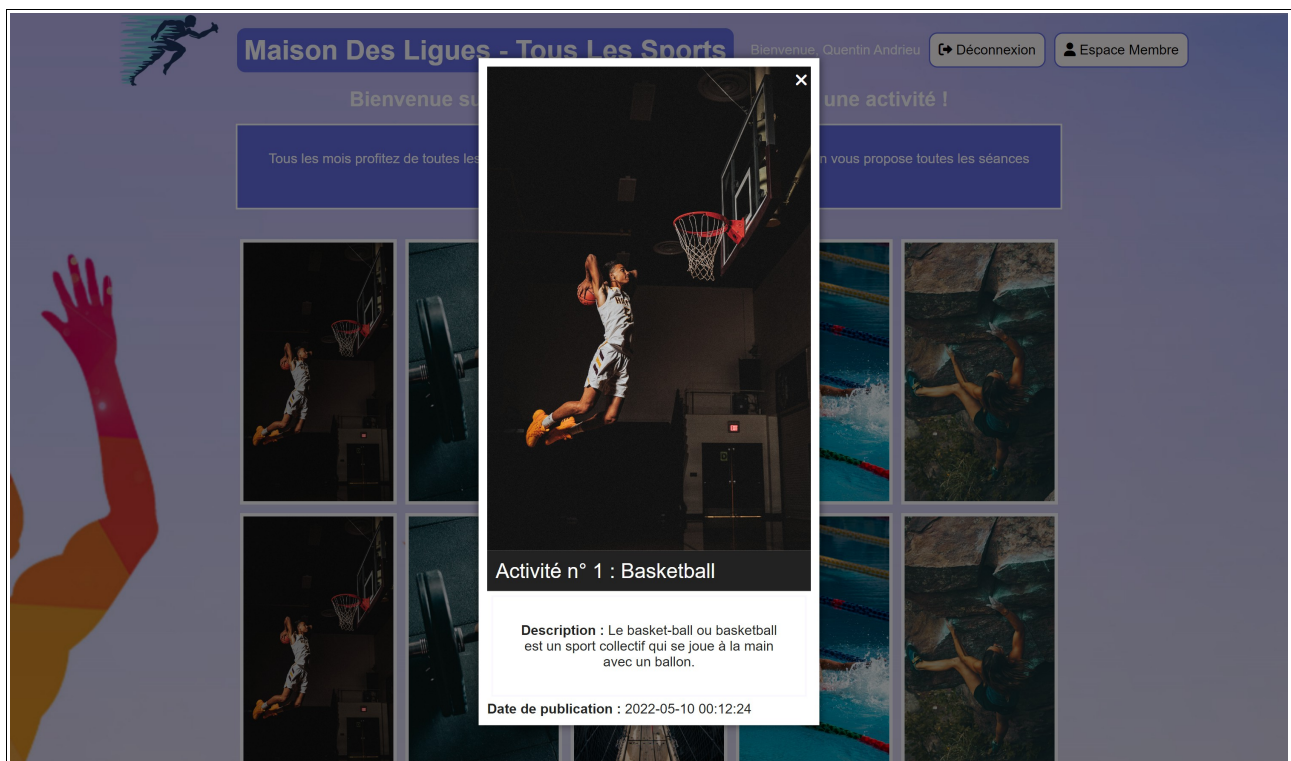 Maison Des Ligues - Tous Les Sports
Bienvenue, Quentin Andrieu
Déconnexion
Espace Membre
Bienvenue su une activité !
Tous les mois profitez de toutes les n vous propose toutes les séances
Activité n° 1 : Basketball
Description : Le basket-ball ou basketball
est un sport collectif qui se joue à la main
avec un ballon.
Date de publication : 2022-05-10 00:12:24